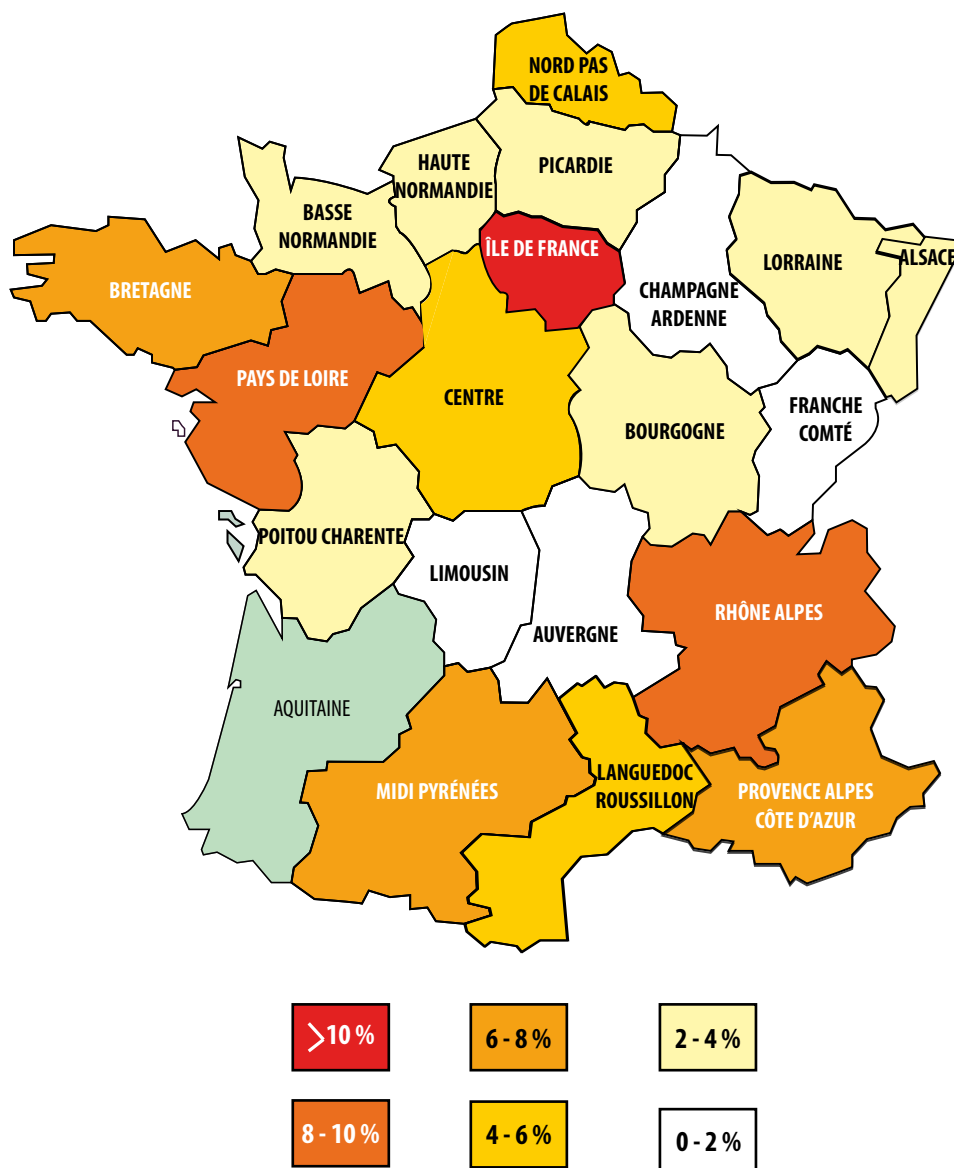 NORD PAS
DE CALAIS
HAUTE
NORMANDIE
PICARDIE
BASSE
NORMANDIE
ÎLE DE FRANCE
LORRAINE
ALSACE
BRETAGNE
CHAMPAGNE
ARDENNE
PAYS DE LOIRE
CENTRE
FRANCHE
COMTÉ
BOURGOGNE
POITOU CHARENTE
LIMOUSIN
AUVERGNE
RHÔNE ALPES
AQUITAINE
MIDI PYRÉNÉES
LANGUEDOC
ROUSSILLON
PROVENCE ALPES
CÔTE D'AZUR
>10 %
6 - 8 %
2 - 4 %
8 - 10 %
4 - 6 %
0 - 2 %